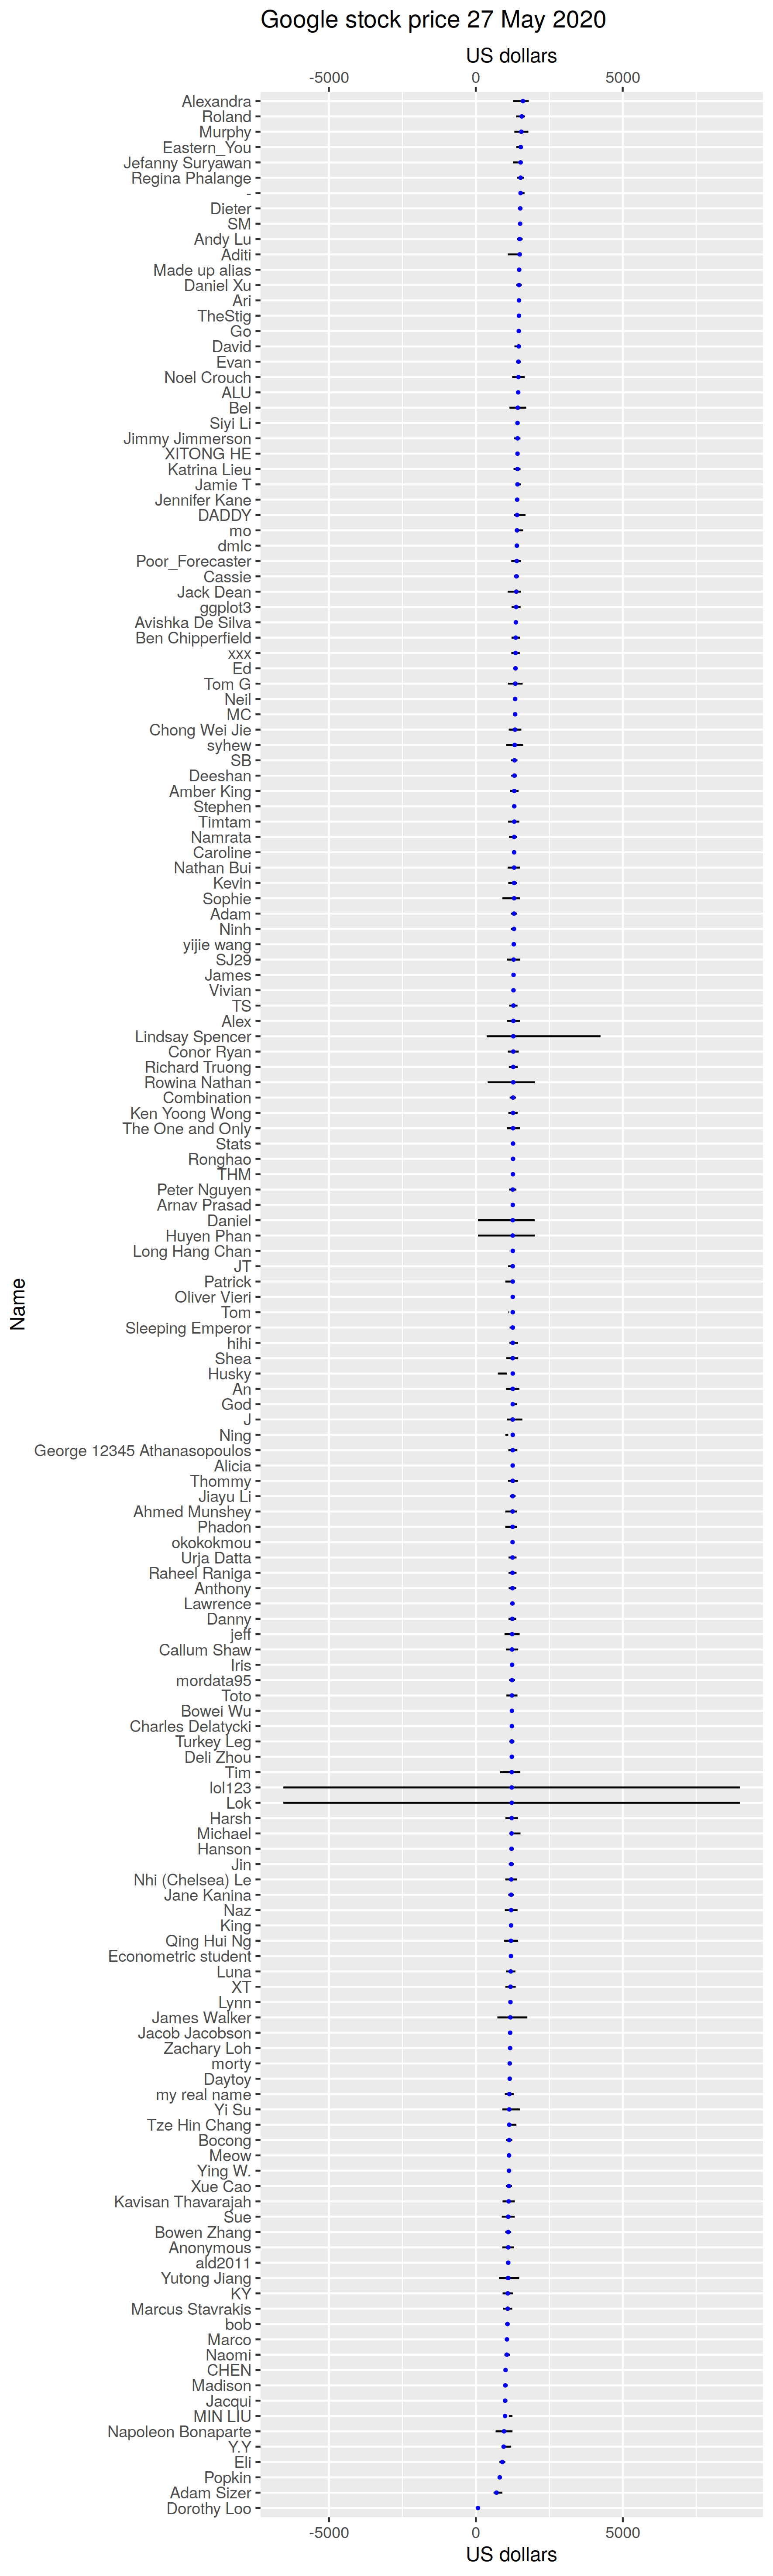 Google stock price 27 May 2020
US dollars
-5000 0 5000
Alexandra
Roland
Murphy
Eastern_You
Jefanny Suryawan
Regina Phalange
-
Dieter
SM
Andy Lu
Aditi
Made up alias
Daniel Xu
Ari
TheStig
Go
David
Evan
Noel Crouch
ALU
Bel
Siyi Li
Jimmy Jimmerson
XITONG HE
Katrina Lieu
Jamie T
Jennifer Kane
DADDY
mo
dmlc
Poor_Forecaster
Cassie
Jack Dean
ggplot3
Avishka De Silva
Ben Chipperfield
xxx
Ed
Tom G
Neil
MC
Chong Wei Jie
syhew
SB
Deeshan
Amber King
Stephen
Timtam
Namrata
Caroline
Nathan Bui
Kevin
Sophie
Adam
Ninh
yijie wang
SJ29
James
Vivian
TS
Alex
Lindsay Spencer
Conor Ryan
Richard Truong
Rowina Nathan
Combination
Ken Yoong Wong
The One and Only
Stats
Ronghao
THM
Peter Nguyen
Arnav Prasad
Daniel
Huyen Phan
Long Hang Chan
JT
Patrick
Oliver Vieri
Tom
Sleeping Emperor
hihi
Shea
Husky
An
God
J
Ning
George 12345 Athanasopoulos
Alicia
Thommy
Jiayu Li
Ahmed Munshey
Phadon
okokokmou
Urja Datta
Raheel Raniga
Anthony
Lawrence
Danny
jeff
Callum Shaw
Iris
mordata95
Toto
Bowei Wu
Charles Delatycki
Turkey Leg
Deli Zhou
Tim
lol123
Lok
Harsh
Michael
Hanson
Jin
Nhi (Chelsea) Le
Jane Kanina
Naz
King
Qing Hui Ng
Econometric student
Luna
XT
Lynn
James Walker
Jacob Jacobson
Zachary Loh
morty
Daytoy
my real name
Yi Su
Tze Hin Chang
Bocong
Meow
Ying W.
Xue Cao
Kavisan Thavarajah
Sue
Bowen Zhang
Anonymous
ald2011
Yutong Jiang
KY
Marcus Stavrakis
bob
Marco
Naomi
CHEN
Madison
Jacqui
MIN LIU
Napoleon Bonaparte
Y.Y
Eli
Popkin
Adam Sizer
Dorothy Loo
Name
-5000 0 5000
US dollars